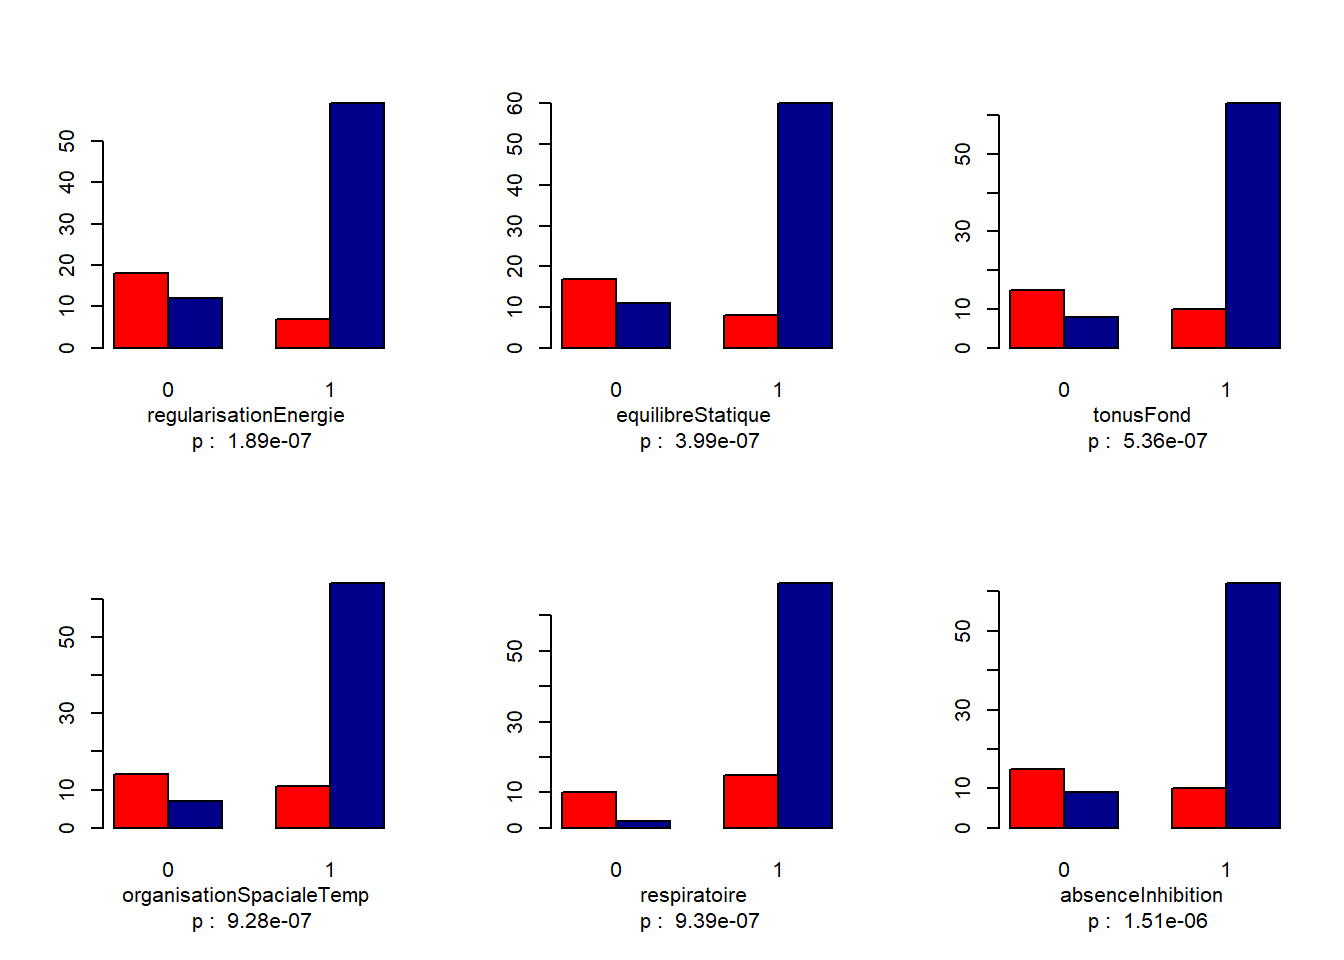 50
40
30
20
10
0
0 1
regularisationEnergie
p : 1.89e-07
60
50
40
30
20
10
0
0 1
equilibreStatique
p : 3.99e-07
50
30
10
0
0 1
tonusFond
p : 5.36e-07
50
30
10
0
0 1
organisationSpacialeTemp
p : 9.28e-07
50
30
10
0
0 1
respiratoire
p : 9.39e-07
50
30
10
0
0 1
absenceInhibition
p : 1.51e-06